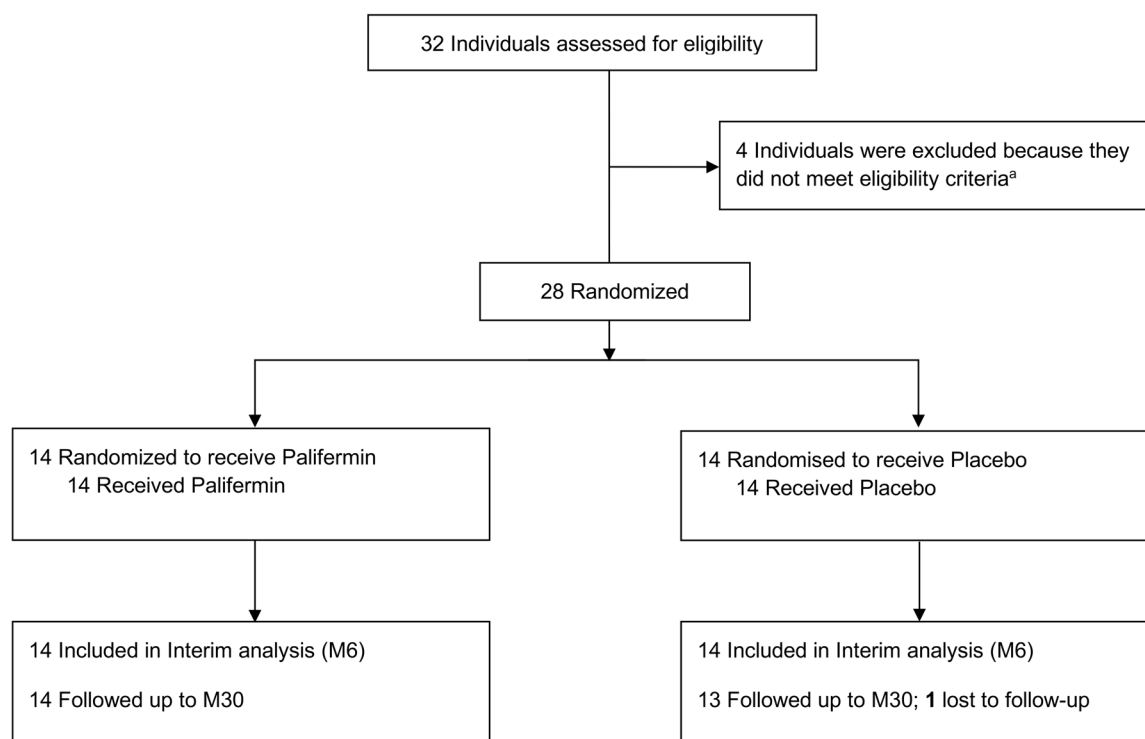 32 Individuals assessed for eligibility
4 Individuals were excluded because they
did not meet eligibility criteriaᵃ
28 Randomized
14 Randomized to receive Palifermin
14 Received Palifermin
14 Randomised to receive Placebo
14 Received Placebo
14 Included in Interim analysis (M6)
14 Followed up to M30
14 Included in Interim analysis (M6)
13 Followed up to M30; 1 lost to follow-up